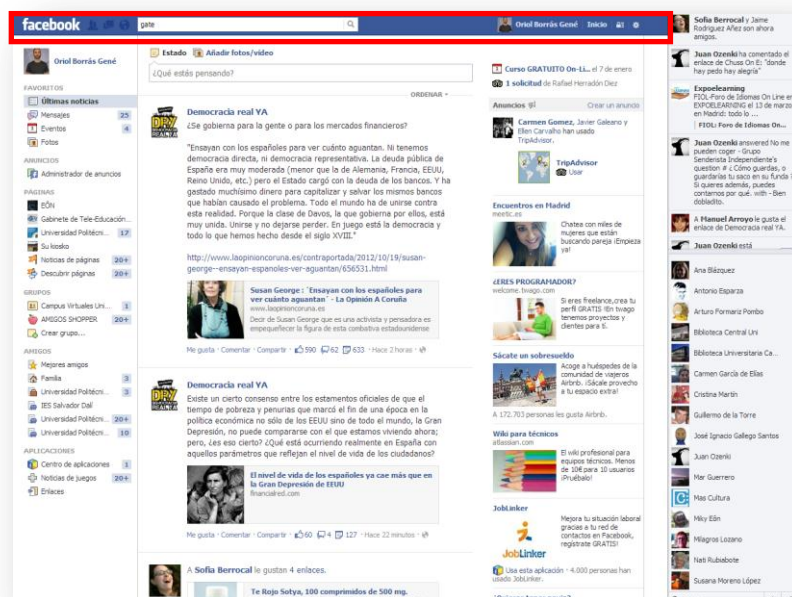 facebook
gate
Oriol Borrás Gené Inicio
Oriol Borrás Gené
FAVORITOS
Últimas noticias
Mensajes 25
Eventos 4
Fotos
ANUNCIOS
Administrador de anuncios
PÁGINAS
EÓN
Gabinete de Tele-Educación...
Universidad Politécni... 17
Su kiosko
Noticias de páginas 20+
Descubrir páginas 20+
GRUPOS
Campus Virtuales Uni... 1
AMIGOS SHOPPER 20+
Crear grupo...
AMIGOS
Mejores amigos
Familia 3
Universidad Politécni... 3
IES Salvador Dalí
Universidad Politécni... 20+
Universidad Politécni... 10
APLICACIONES
Centro de aplicaciones 1
Noticias de juegos 20+
Enlaces
Estado Añadir fotos/vídeo
¿Qué estás pensando?
ORDENAR
Democracia real YA
¿Se gobierna para la gente o para los mercados financieros?
"Ensayan con los españoles para ver cuánto aguantan. Ni tenemos
democracia directa, ni democracia representativa. La deuda pública de
España era muy moderada (menor que la de Alemania, Francia, EEUU,
Reino Unido, etc.) pero el Estado cargó con la deuda de los bancos. Y ha
gastado muchísimo dinero para capitalizar y salvar los mismos bancos
que habían causado el problema. Todo el mundo ha de unirse contra
esta realidad. Porque la clase de Davos, la que gobierna por ellos, está
muy unida. Unirse y no dejarse perder. En juego está la democracia y
todo lo que hemos hecho desde el siglo XVIII."
http://www.laopinioncoruna.es/contraportada/2012/10/19/susan-
george--ensayan-espanoles-ver-aguantan/656531.html
Susan George : ´Ensayan con los españoles para
ver cuánto aguantan´ - La Opinión A Coruña
www.laopinioncoruna.es
Decir de Susan George que es una activista y pensadora es
empequeñecer la figura de esta combativa estadounidense
Me gusta · Comentar · Compartir · 590 62 633 · Hace 2 horas ·
Democracia real YA
Existe un cierto consenso entre los estamentos oficiales de que el
tiempo de pobreza y penurias que marcó el fin de una época en la
política económica no sólo de los EEUU sino de todo el mundo, la Gran
Depresión, no puede compararse con el que estamos viviendo ahora;
pero, ¿es eso cierto? ¿Qué está ocurriendo realmente en España con
aquellos parámetros que reflejan el nivel de vida de los ciudadanos?
El nivel de vida de los españoles ya cae más que en
la Gran Depresión de EEUU
financialred.com
Me gusta · Comentar · Compartir · 60 4 127 · Hace 22 minutos ·
A Sofía Berrocal le gustan 4 enlaces.
Te Rojo Sotya, 100 comprimidos de 500 mg.
Curso GRATUITO On-Li... el 7 de enero
1 solicitud de Rafael Herradón Diez
Anuncios Crear un anuncio
Carmen Gomez, Javier Galeano y
Ellen Carvalho han usado
TripAdvisor.
TripAdvisor
Usar
Encuentros en Madrid
meetic.es
Chatea con miles de
mujeres que están
buscando pareja ¡Empieza
ya!
¿ERES PROGRAMADOR?
welcome.twago.com
Si eres freelance,crea tu
perfil GRATIS !En twago
tenemos proyectos y
clientes para ti.
Sácate un sobresueldo
Acoge a huéspedes de la
comunidad de viajeros
Airbnb. ¡Sácale provecho
a tu espacio extra!
A 172.703 personas les gusta Airbnb.
Wiki para técnicos
atlassian.com
El wiki profesional para
equipos técnicos. Menos
de 10€ para 10 usuarios
¡Pruébalo!
JobLinker
Mejora tu situación laboral
gracias a tu red de
contactos en Facebook,
regístrate GRATIS!
JobLinker
Usa esta aplicación · 4.000 personas han
usado JobLinker.
Sofía Berrocal y Jaime
Rodriguez Añez son ahora
amigos.
Juan Ozenki ha comentado el
enlace de Chuss On E: "donde
hay pedo hay alegría"
Expoelearning
FIOL-Foro de Idiomas On Line en
EXPOELEARNING el 13 de marzo
en Madrid: todo lo ...
FIOL: Foro de Idiomas On...
Juan Ozenki answered No me
pueden coger - Grupo
Senderista Independente's
question # ¿ Cómo guardas, o
guardarías tu saco en su funda ?
Si quieres además, puedes
contarnos por qué. with - Bien
dobladito.
A Manuel Arroyo le gusta el
enlace de Democracia real YA.
Juan Ozenki está
Ana Blázquez
Antonio Esparza
Arturo Formariz Pombo
Biblioteca Central Uni
Biblioteca Universitaria Ca...
Carmen García de Elías
Cristina Martín
Guillermo de la Torre
José Ignacio Gallego Santos
Juan Ozenki
Mar Guerrero
Mas Cultura
Miky Eón
Milagros Lozano
Nati Rubiabote
Susana Moreno López